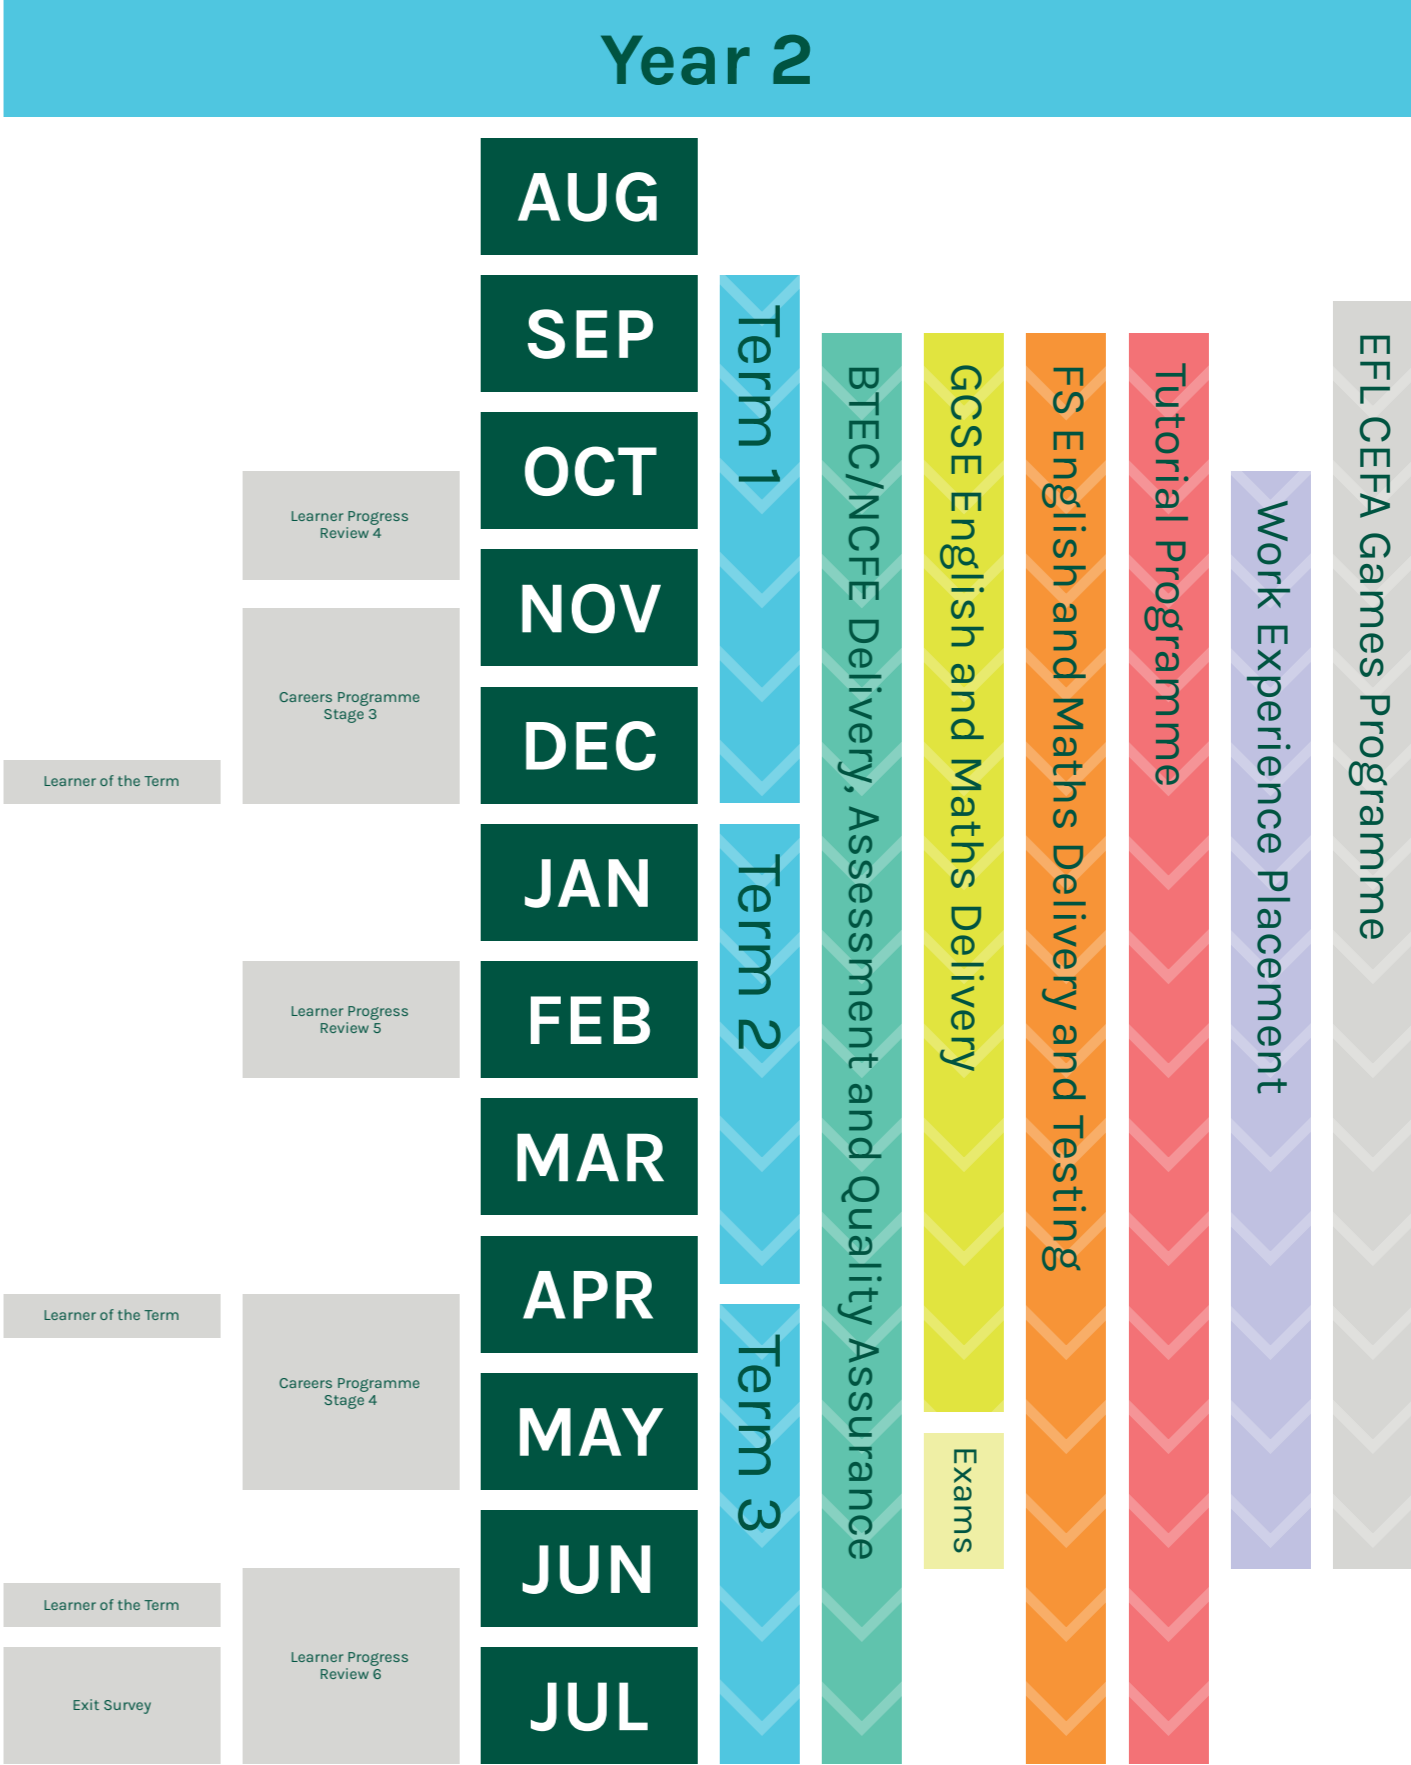 Year 2
AUG
SEP
OCT
NOV
DEC
JAN
FEB
MAR
APR
MAY
JUN
JUL
Learner of the Term
Learner of the Term
Learner of the Term
Exit Survey
Learner Progress
Review 4
Careers Programme
Stage 3
Learner Progress
Review 5
Careers Programme
Stage 4
Learner Progress
Review 6
Term 1
Term 2
Term 3
BTEC/NCFE Delivery, Assessment and Quality Assurance
GCSE English and Maths Delivery
Exams
FS English and Maths Delivery and Testing
Tutorial Programme
Work Experience Placement
EFL CEFA Games Programme